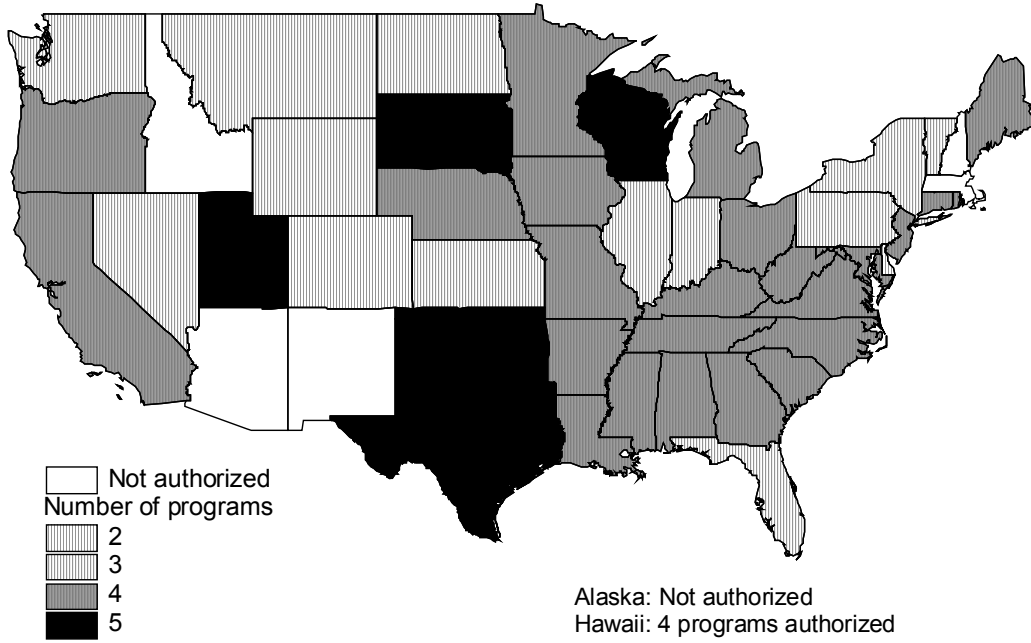 Not authorized
Number of programs
2
3
4
5
Alaska: Not authorized
Hawaii: 4 programs authorized